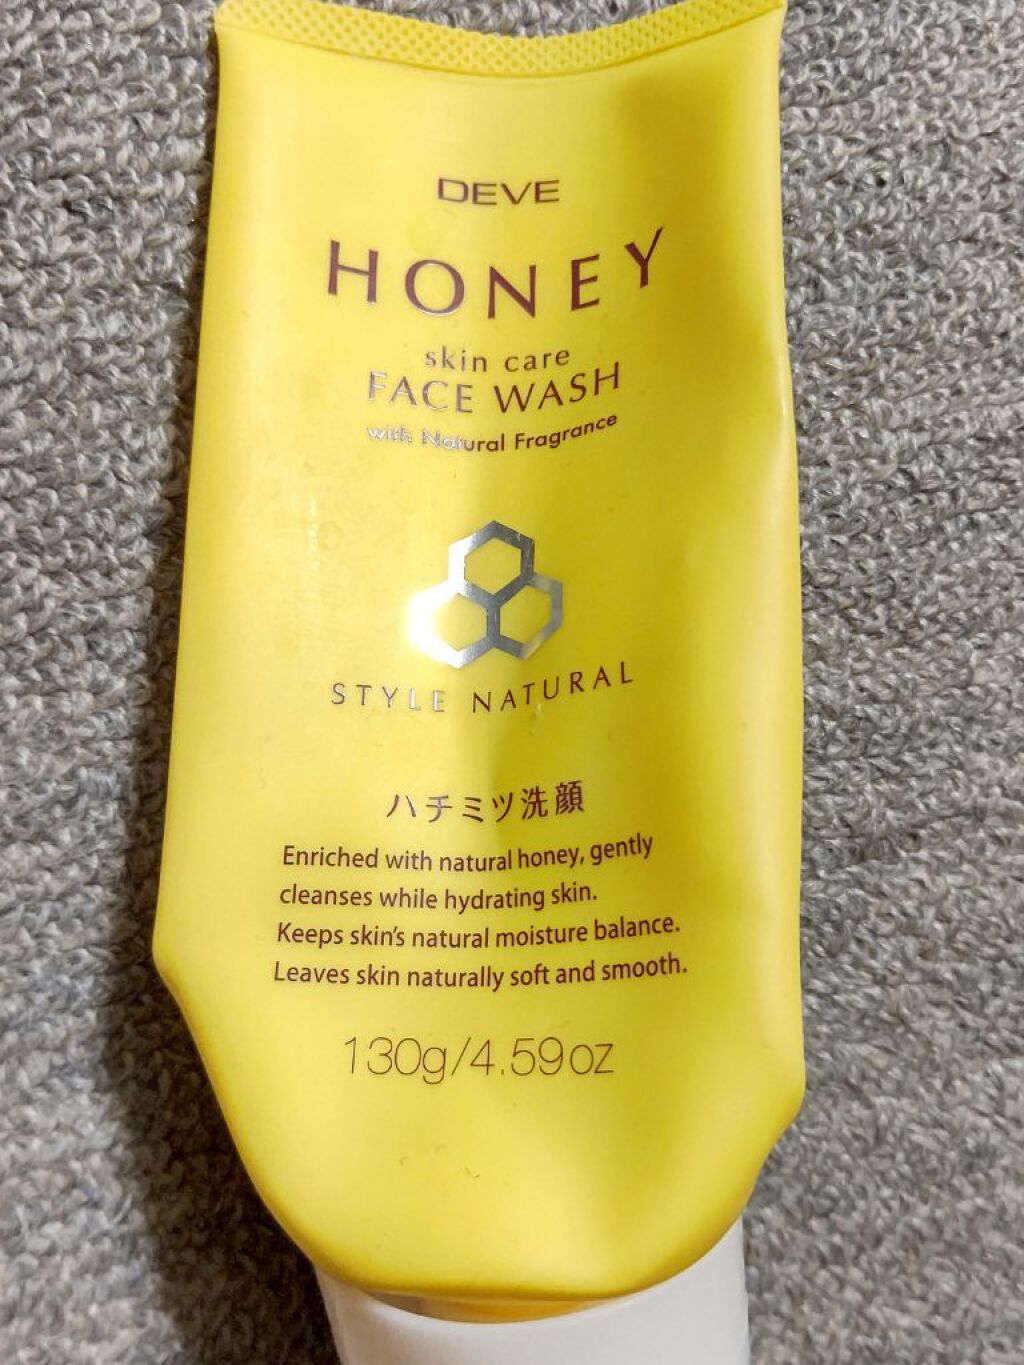 DEVE
HONEY
skin care
FACE WASH
with Natural Fragrance
STYLE NATURAL
ハチミツ洗顔
Enriched with natural honey, gently
cleanses while hydrating skin.
Keeps skin's natural moisture balance.
Leaves skin naturally soft and smooth.
130g/4.59oz